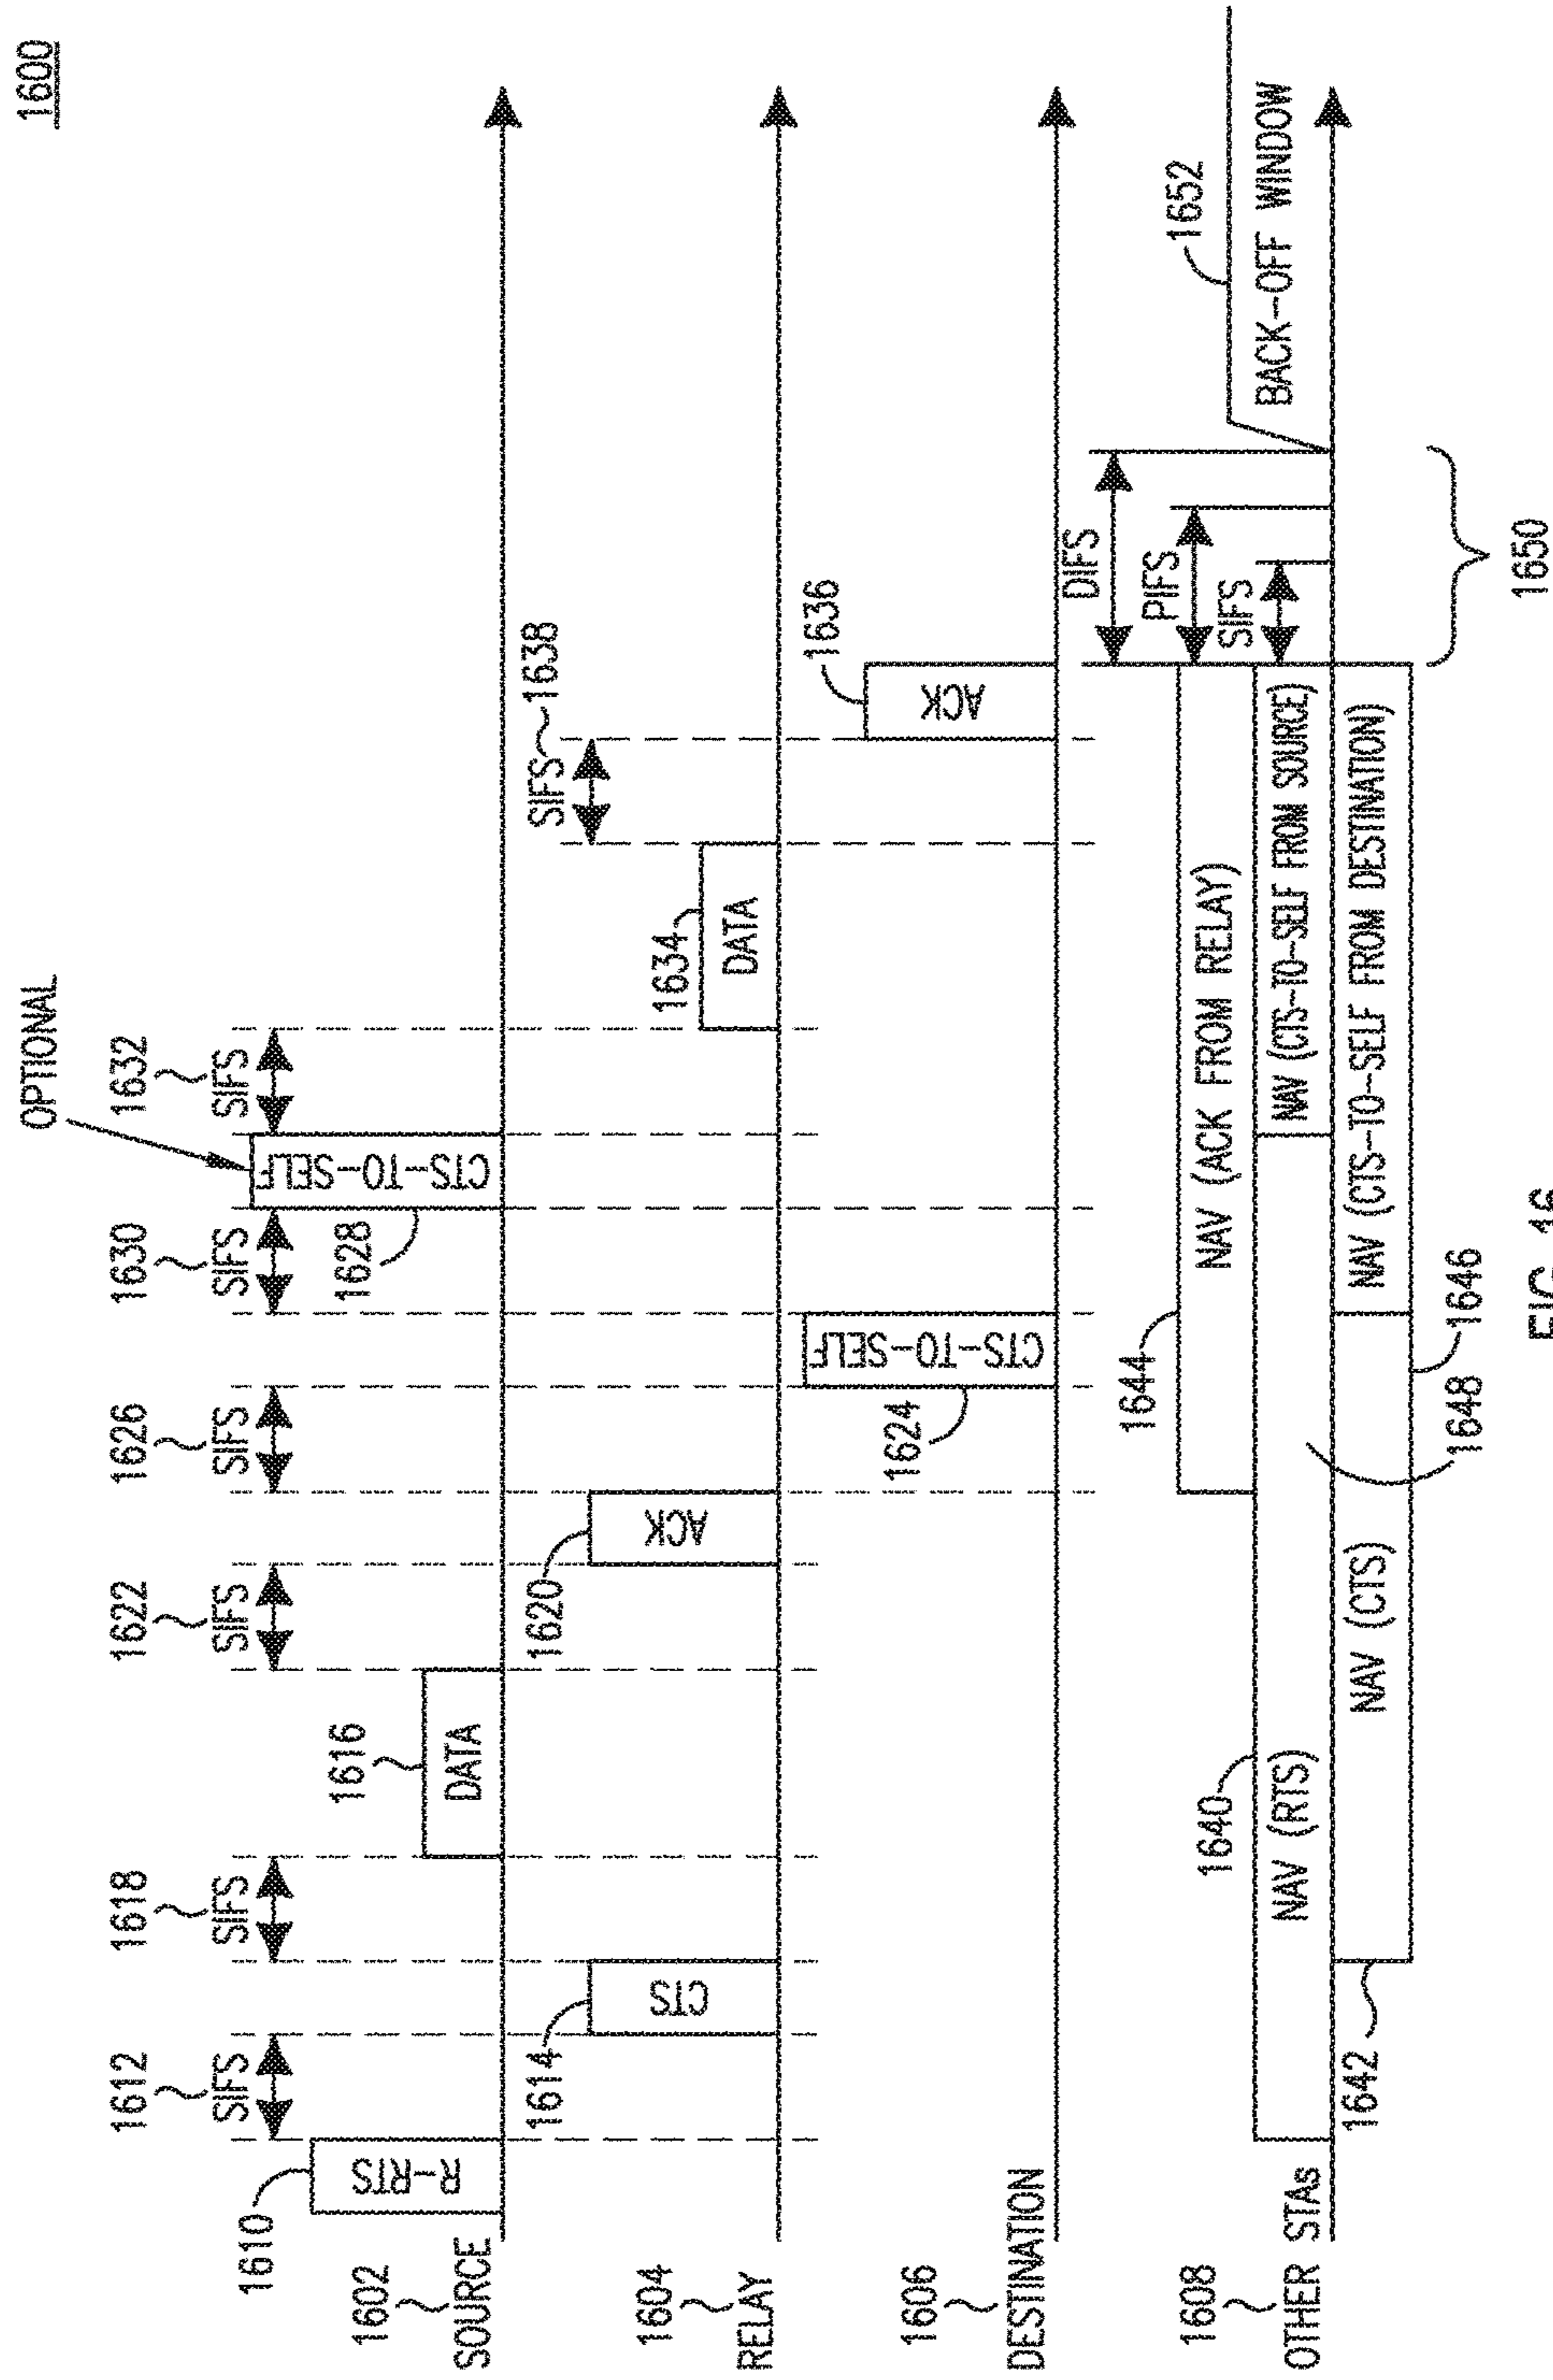 1600
OPTIONAL
1612
SIFS
1618
SIFS
1622
SIFS
1626
SIFS
1630
SIFS
1632
SIFS
1610
R-RTS
1616
DATA
1628
CTS-TO-SELF
1602
SOURCE
1614
CTS
1620
ACK
1634
DATA
SIFS
1638
1604
RELAY
1624
CTS-TO-SELF
1636
ACK
1606
DESTINATION
DIFS
PIFS
SIFS
1652
BACK-OFF WINDOW
1644
NAV (ACK FROM RELAY)
1640
NAV (RTS)
NAV (CTS-TO-SELF FROM SOURCE)
1608
OTHER STAs
NAV (CTS)
NAV (CTS-TO-SELF FROM DESTINATION)
1642
1648
1646
1650
FIG. 16